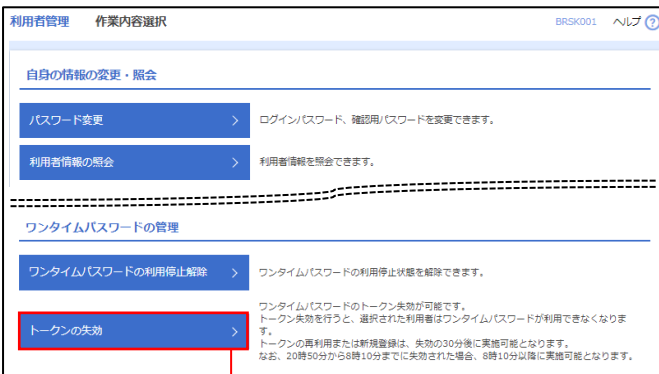 利用者管理 作業内容選択 BRSK001 ヘルプ ?
自身の情報の変更・照会
パスワード変更 > ログインパスワード、確認用パスワードを変更できます。
利用者情報の照会 > 利用者情報を照会できます。
ワンタイムパスワードの管理
ワンタイムパスワードの利用停止解除 > ワンタイムパスワードの利用停止状態を解除できます。
ワンタイムパスワードのトークン失効が可能です。
トークン失効を行うと、選択された利用者はワンタイムパスワードが利用できなくなりま
トークンの失効 > す。
トークンの再利用または新規登録は、失効の30分後に実施可能となります。
なお、20時50分から8時10分までに失効された場合、8時10分以降に実施可能となります。